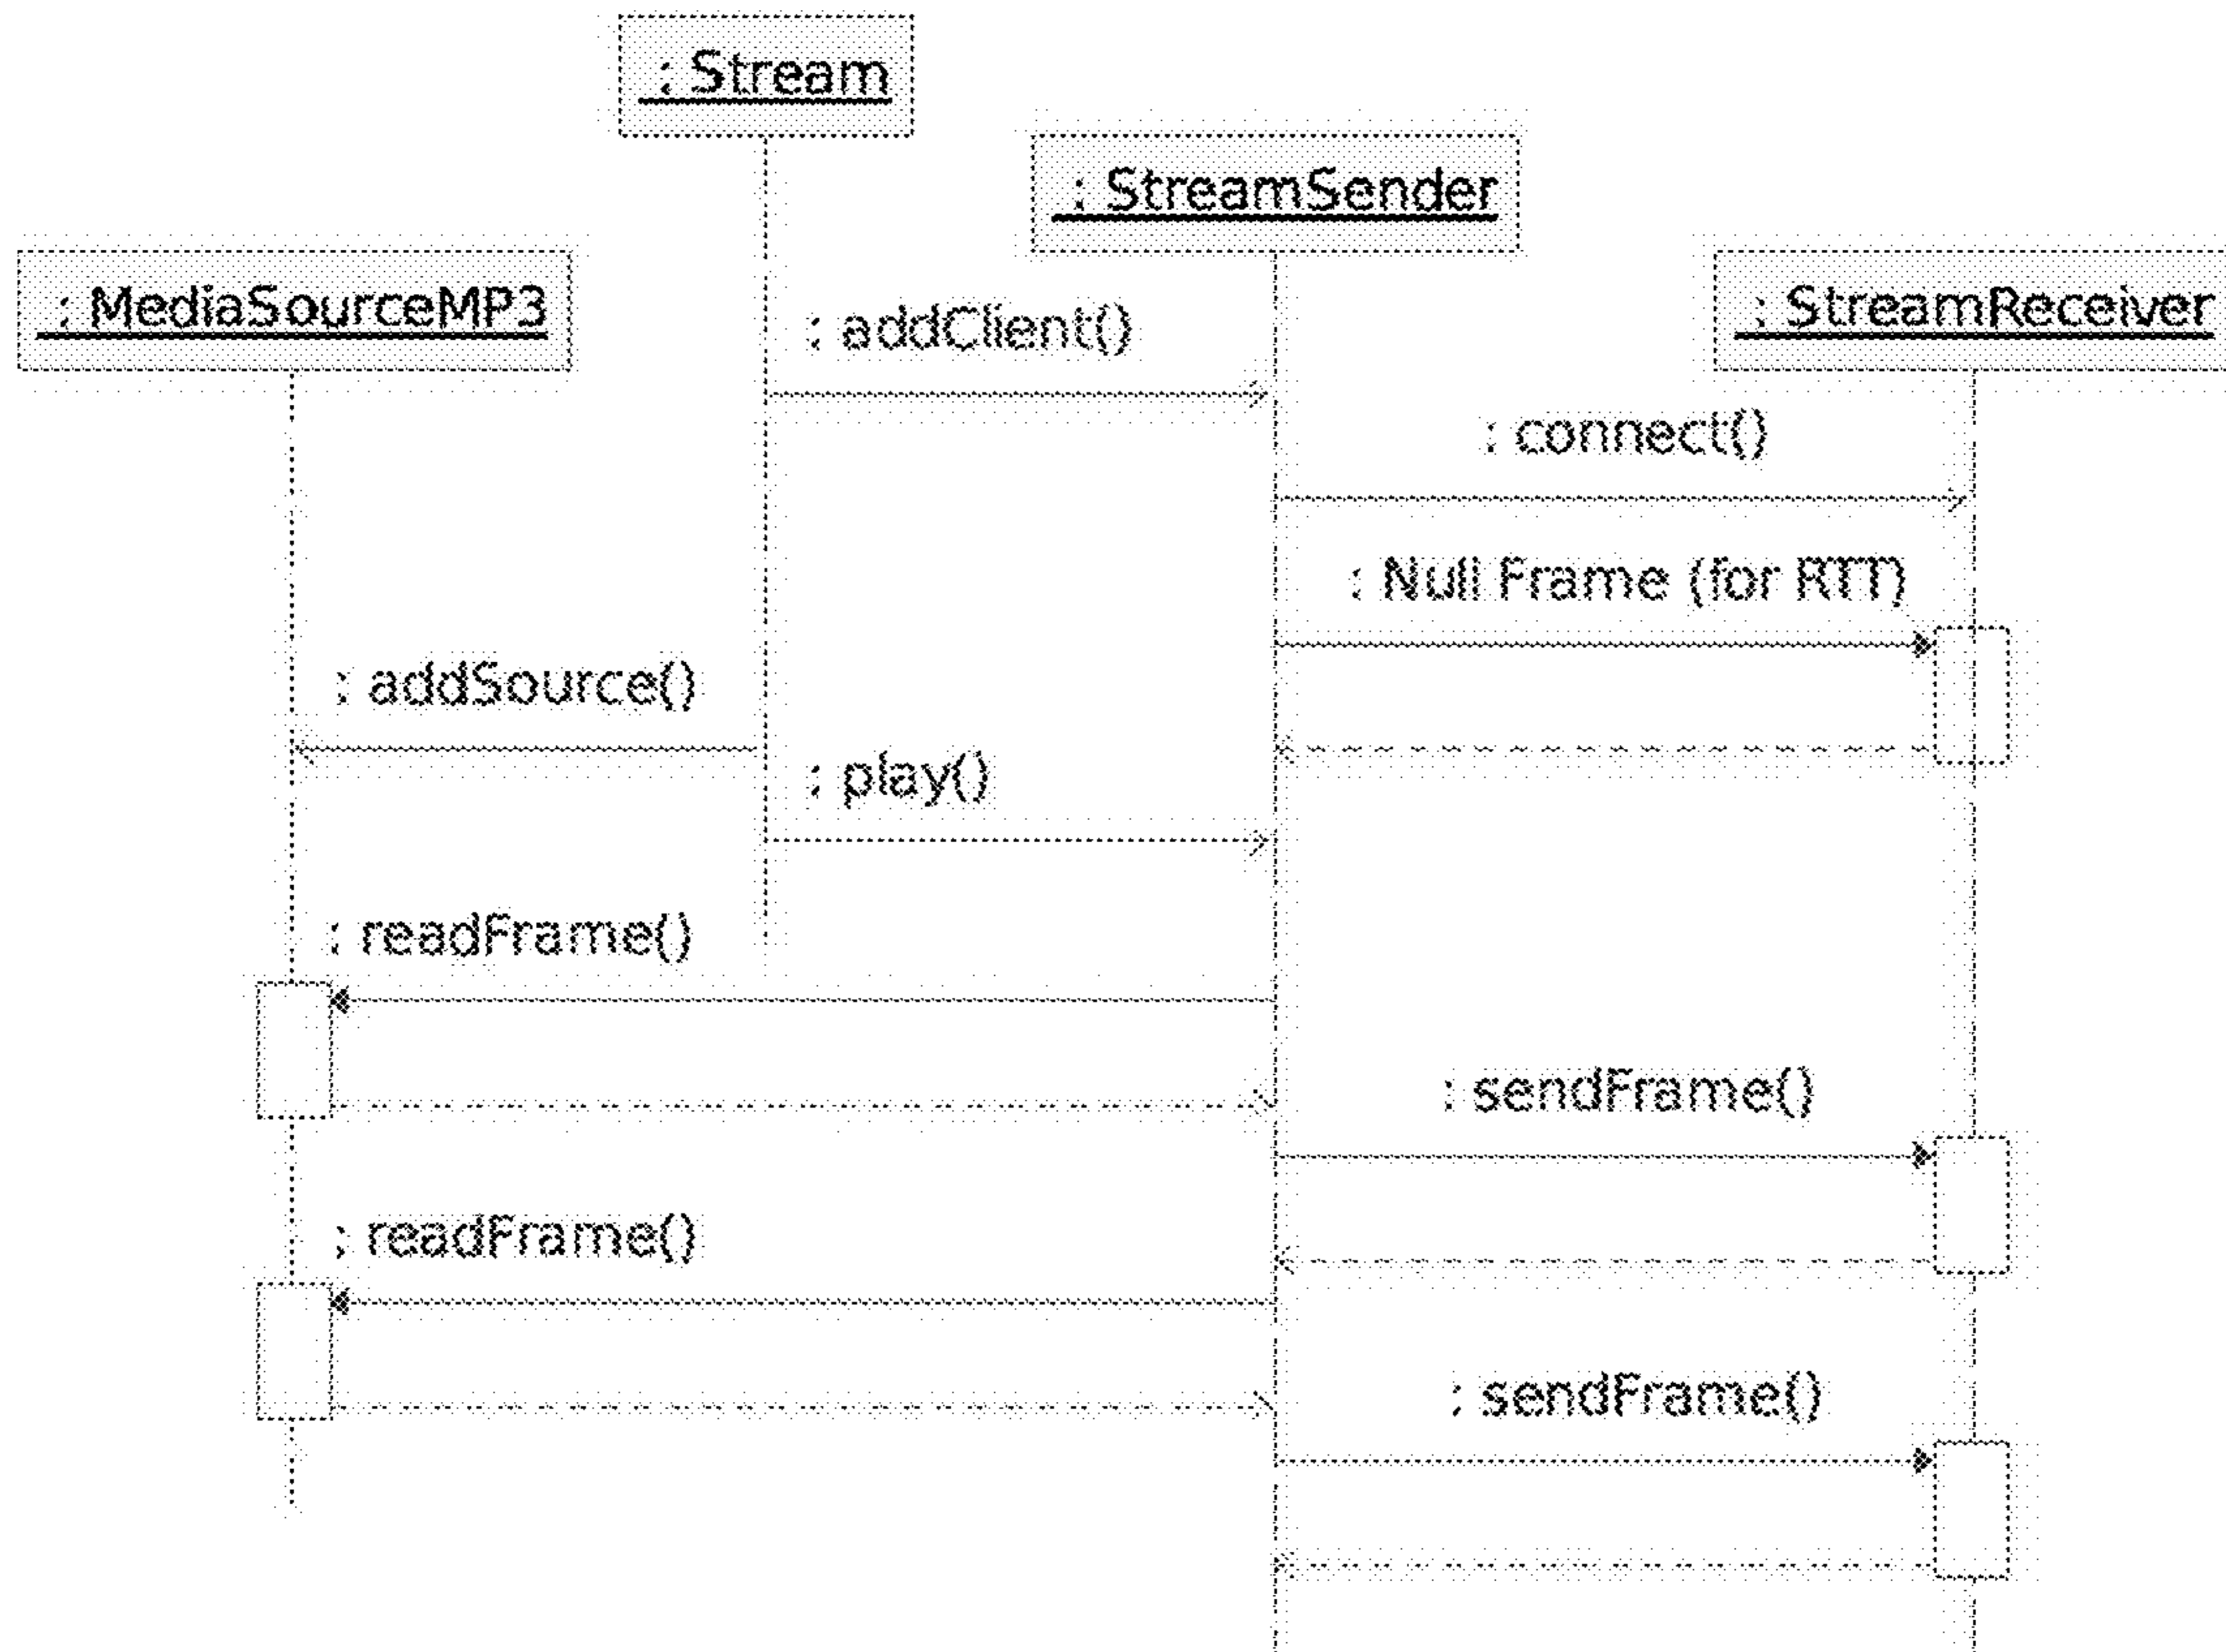 : Stream
: StreamSender
: MediaSourceMP3
: StreamReceiver
: addClient()
: connect()
: Null Frame (for RTT)
: addSource()
: play()
: readFrame()
: sendFrame()
: readFrame()
: sendFrame()